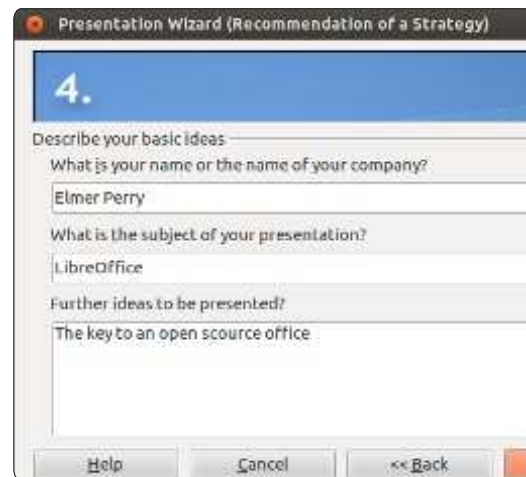 Presentation Wizard (Recommendation of a Strategy)
4.
Describe your basic ideas
What is your name or the name of your company?
Elmer Perry
What is the subject of your presentation?
LibreOffice
Further ideas to be presented?
The key to an open scource office
Help Cancel << Back